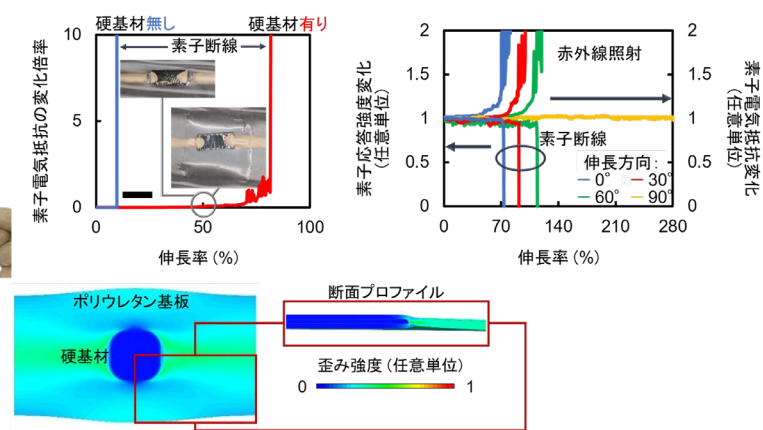 硬基材無し
硬基材有り
素子断線
素子電気抵抗の変化倍率
10
5
0
0
50
100
伸長率 (%)
赤外線照射
素子応答強度変化
(任意単位)
2
1.5
1
0.5
0
素子断線
伸長方向:
0°
30°
60°
90°
2
1.5
1
0.5
0
素子電気抵抗変化
(任意単位)
0
70
140
210
280
伸長率 (%)
ポリウレタン基板
硬基材
断面プロファイル
歪み強度 (任意単位)
0
1